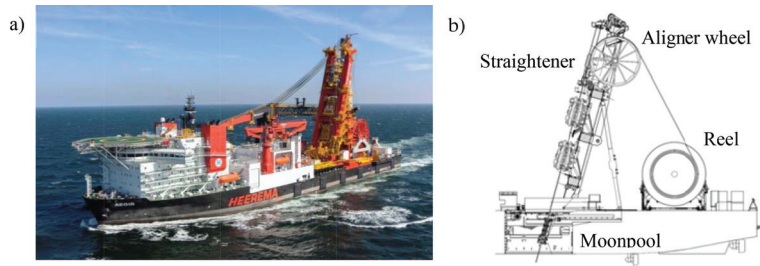 a)
HEEREMA
b)
Aligner wheel
Straightener
Reel
Moonpool